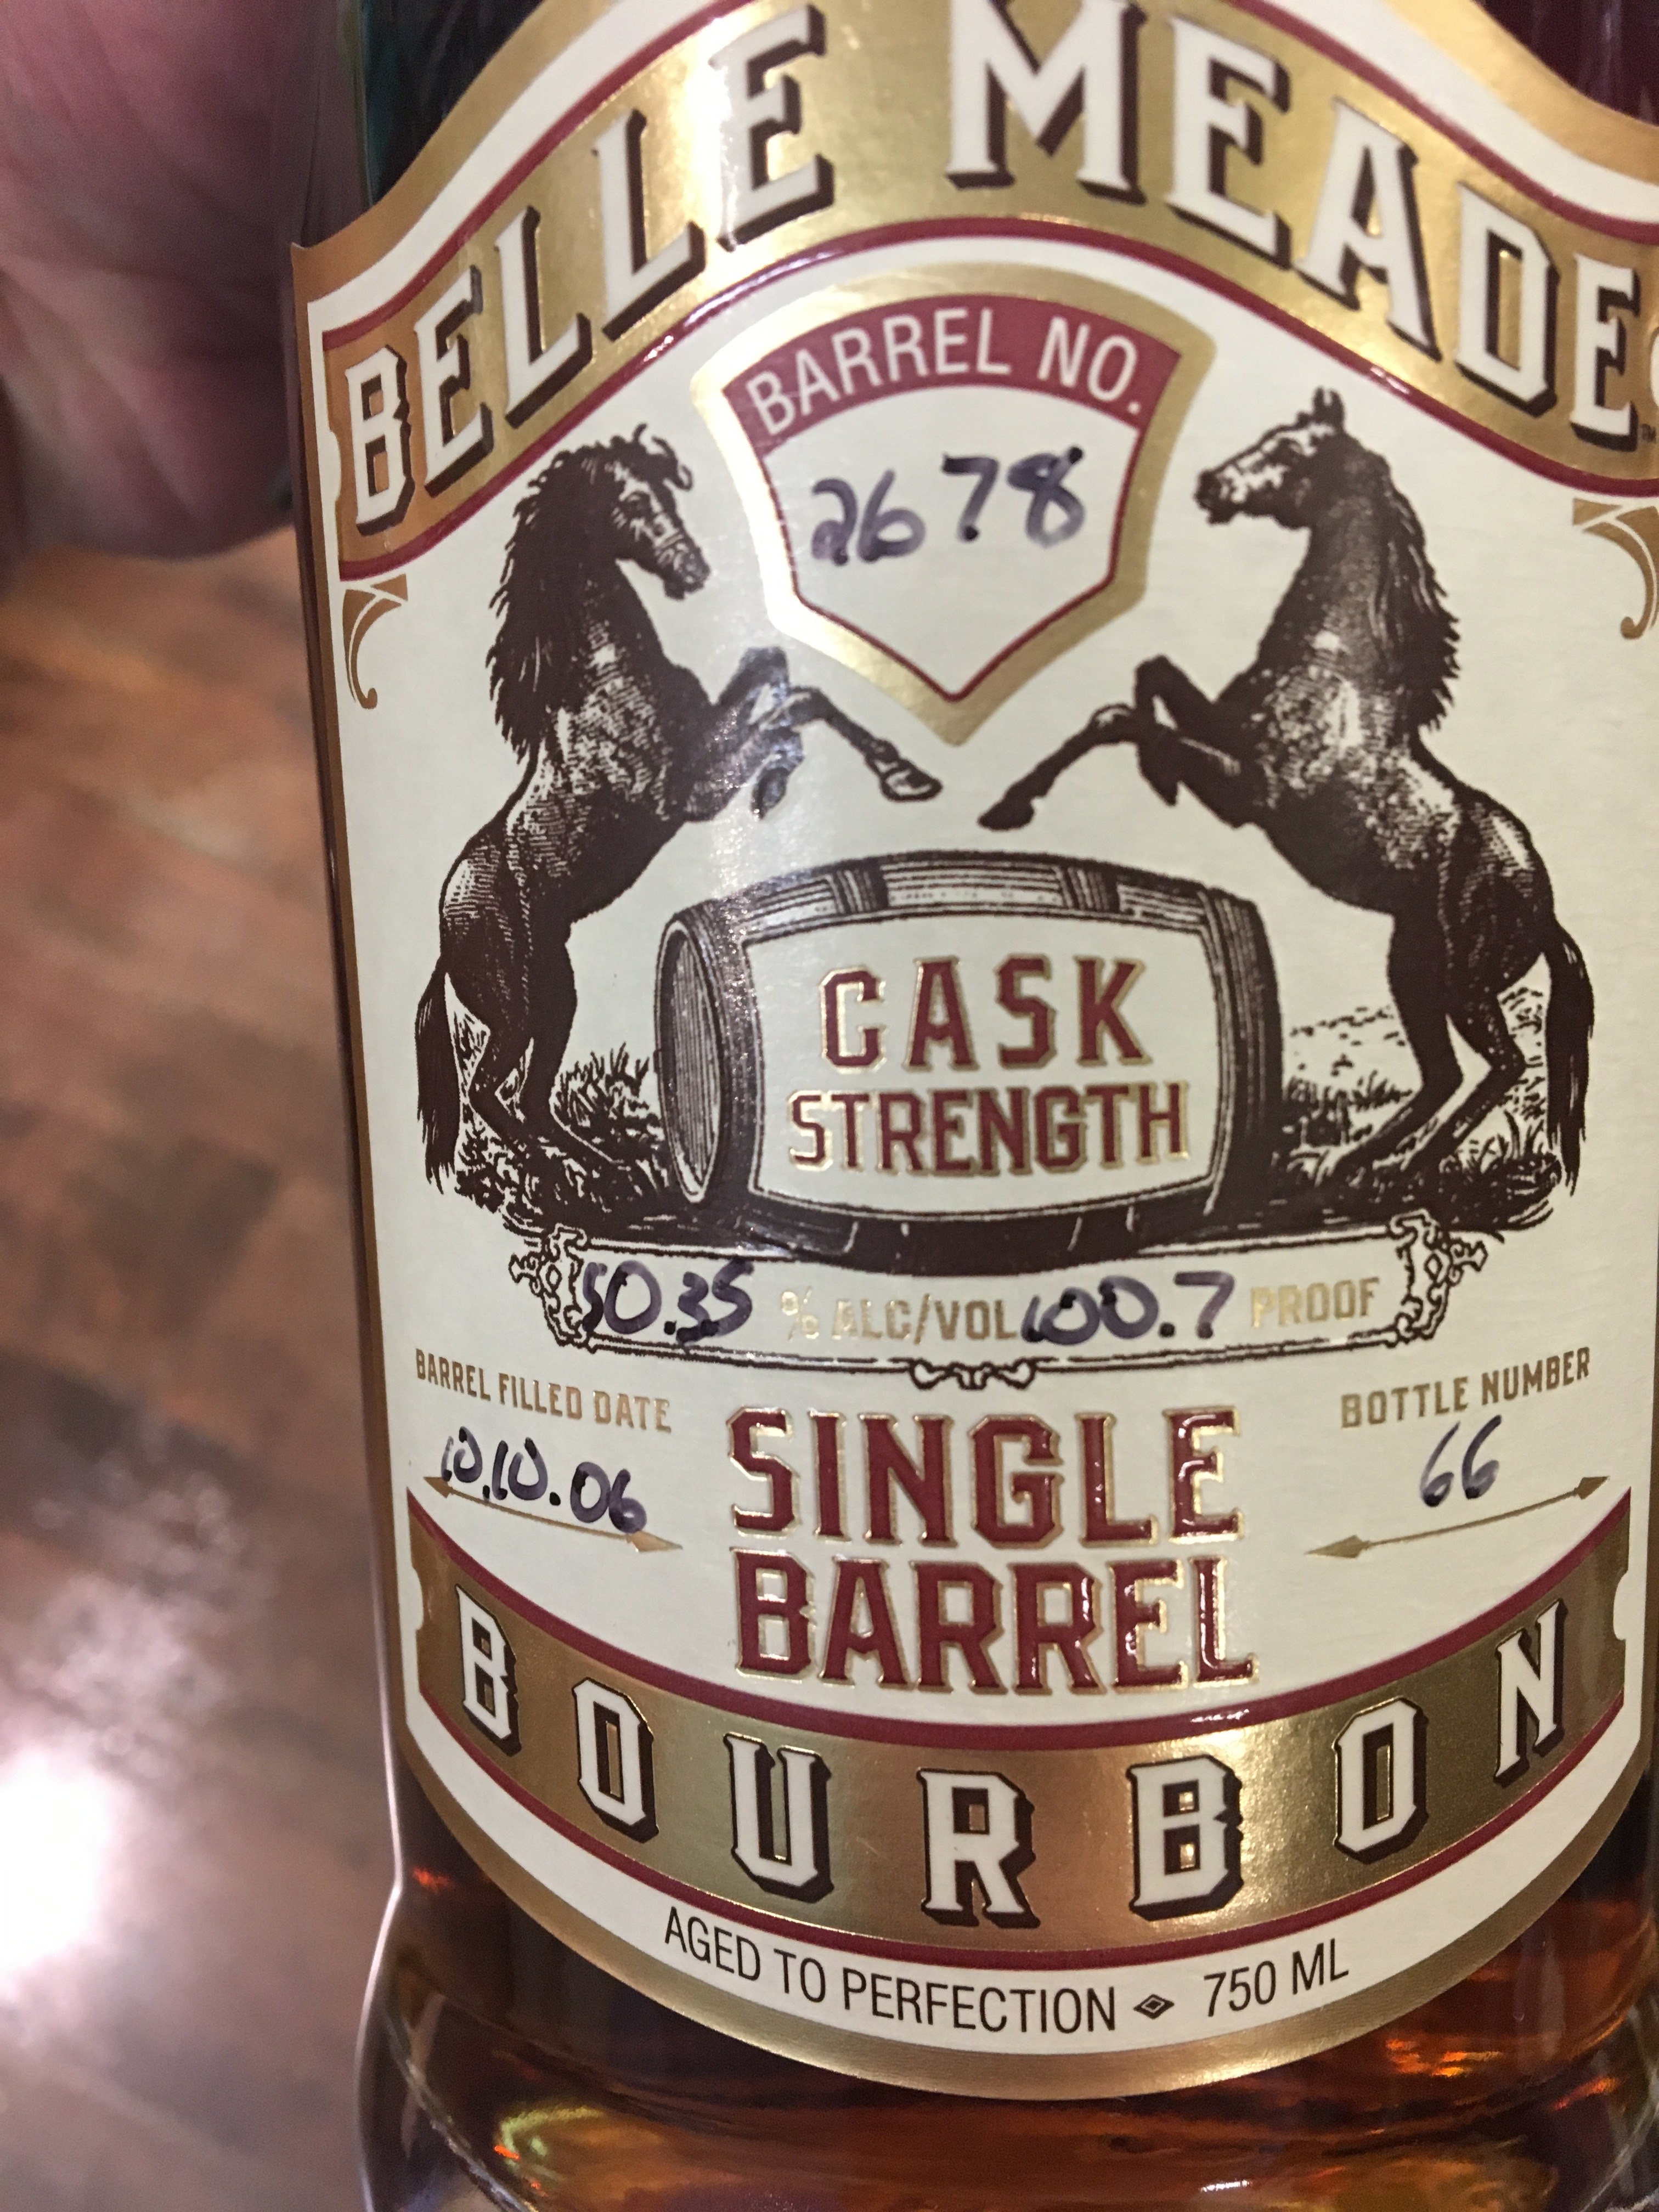 BELLE MEADE
BARREL NO.
2678
CASK
STRENGTH
50.35 % ALC/VOL 100.7 PROOF
BARREL FILLED DATE
10.10.06
BOTTLE NUMBER
66
SINGLE
BARREL
BOURBON
AGED TO PERFECTION 750 ML